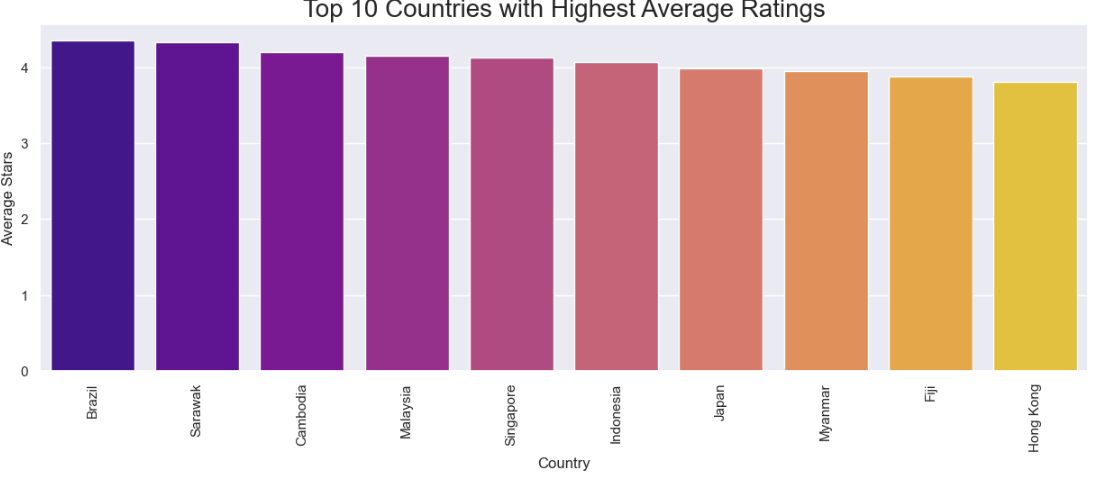 Top 10 Countries with Highest Average Ratings
Average Stars
4
3
2
1
0
Brazil
Sarawak
Cambodia
Malaysia
Singapore
Indonesia
Japan
Myanmar
Fiji
Hong Kong
Country